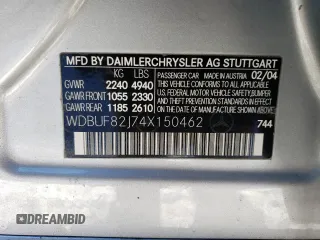 MFD BY DAIMLERCHRYSLER AG STUTTGART
MADE IN AUSTRIA 02/04
KG LBS
GVWR 2240 4940
GAWR FRONT 1055 2330
GAWR REAR 1185 2610
THIS VEHICLE CONFORMS TO ALL APPLICABLE
U.S. FEDERAL MOTOR VEHICLE SAFETY, BUMPER,
AND THEFT PREVENTION STANDARDS IN EFFECT
ON THE DATE OF MANUFACTURE SHOWN ABOVE
WDBUF82J74X150462
744
DREAMBID